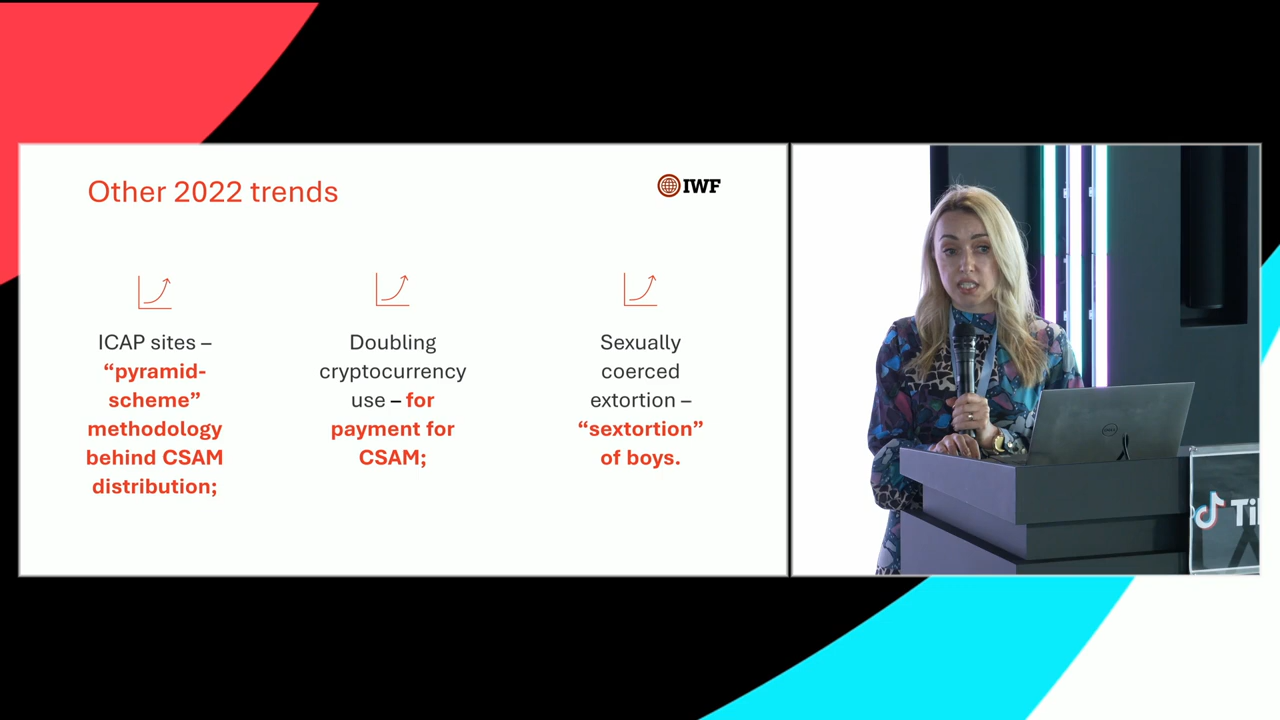 Other 2022 trends
IWF
ICAP sites –
“pyramid-
scheme”
methodology
behind CSAM
distribution;
Doubling
cryptocurrency
use – for
payment for
CSAM;
Sexually
coerced
extortion –
“sextortion”
of boys.
DELL